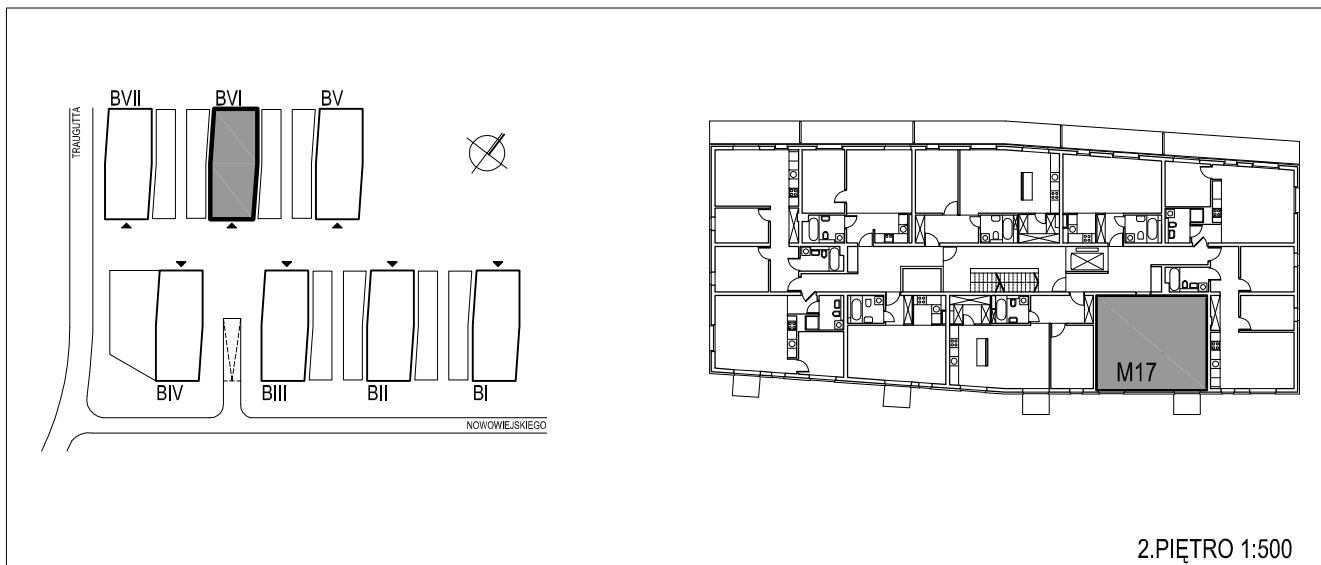 BVII BVI BV
TRAUGUTTA
M17
BIV BIII BII BI
NOWOWIEJSKIEGO
2.PIĘTRO 1:500